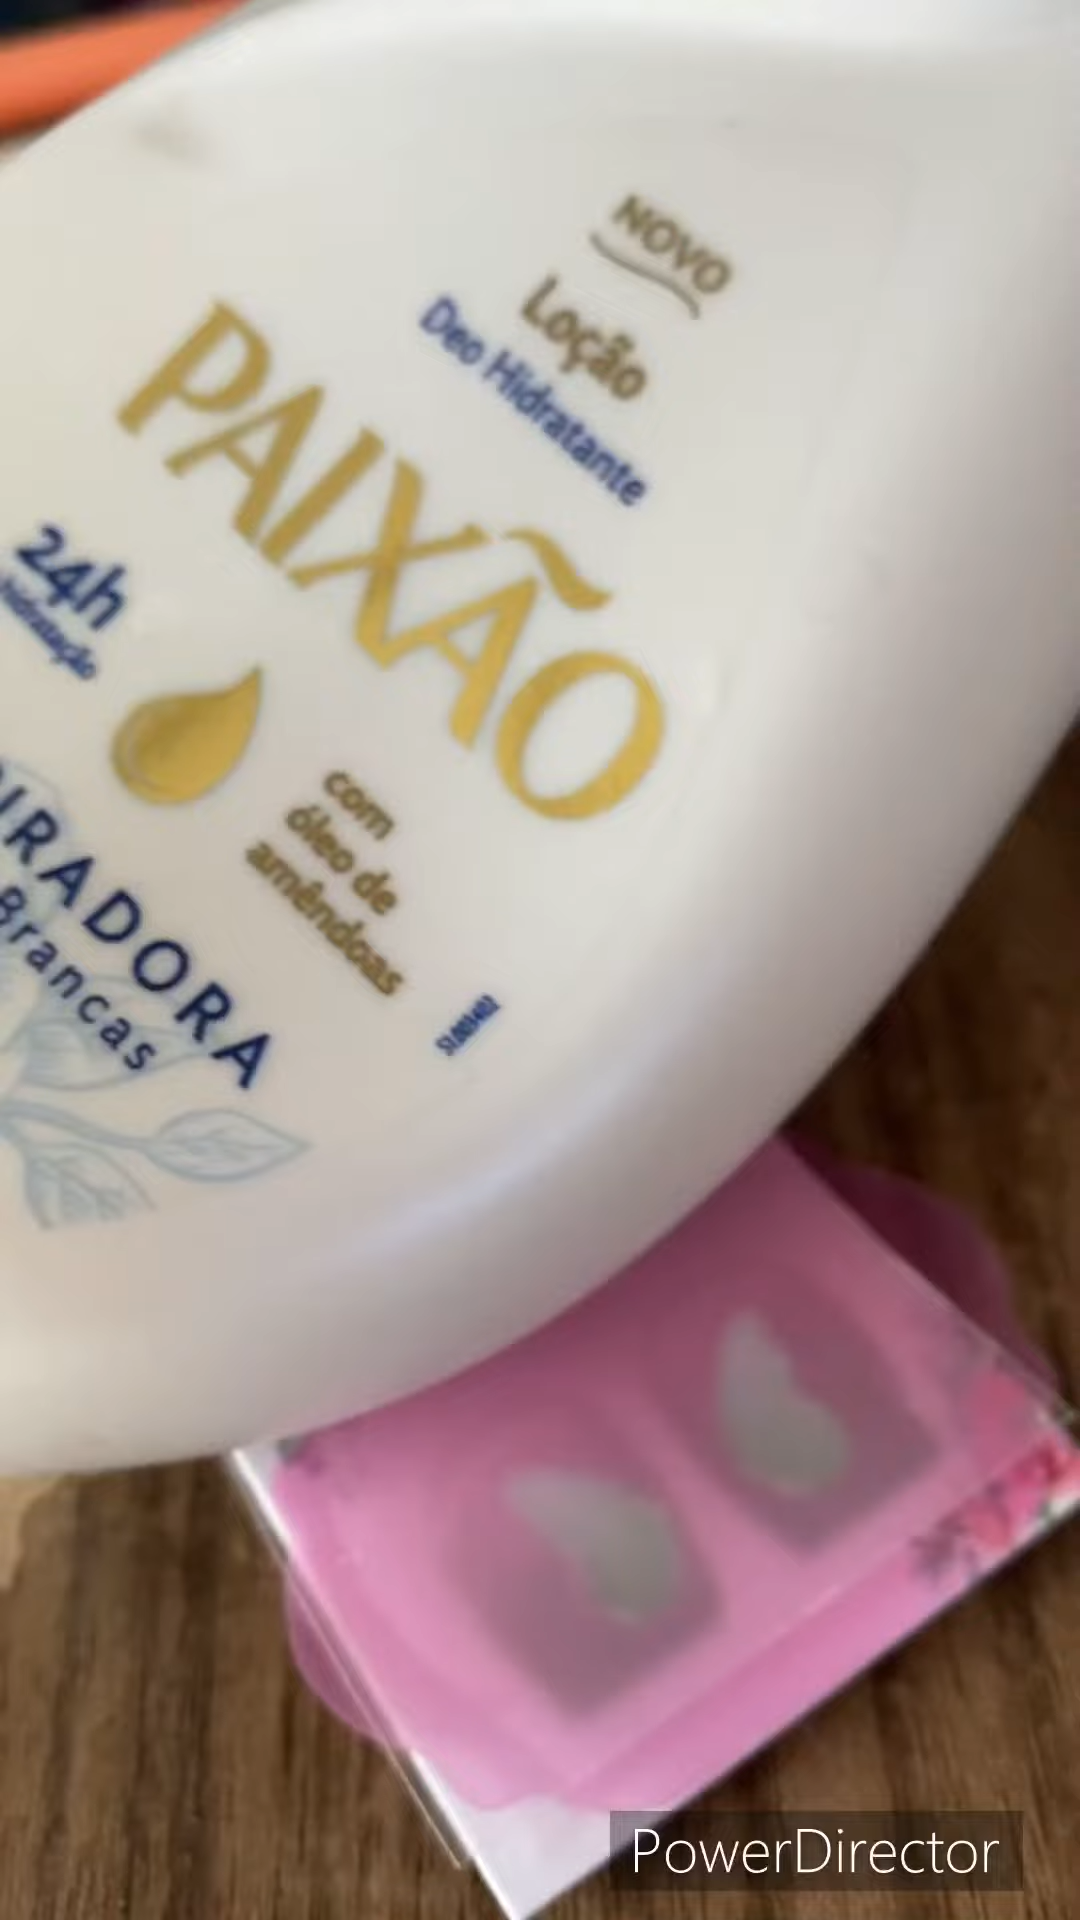 NOVO
Loção
Deo Hidratante
PAIXÃO
24h
hidratação
com
óleo de
amêndoas
IRADORA
Brancas
PowerDirector